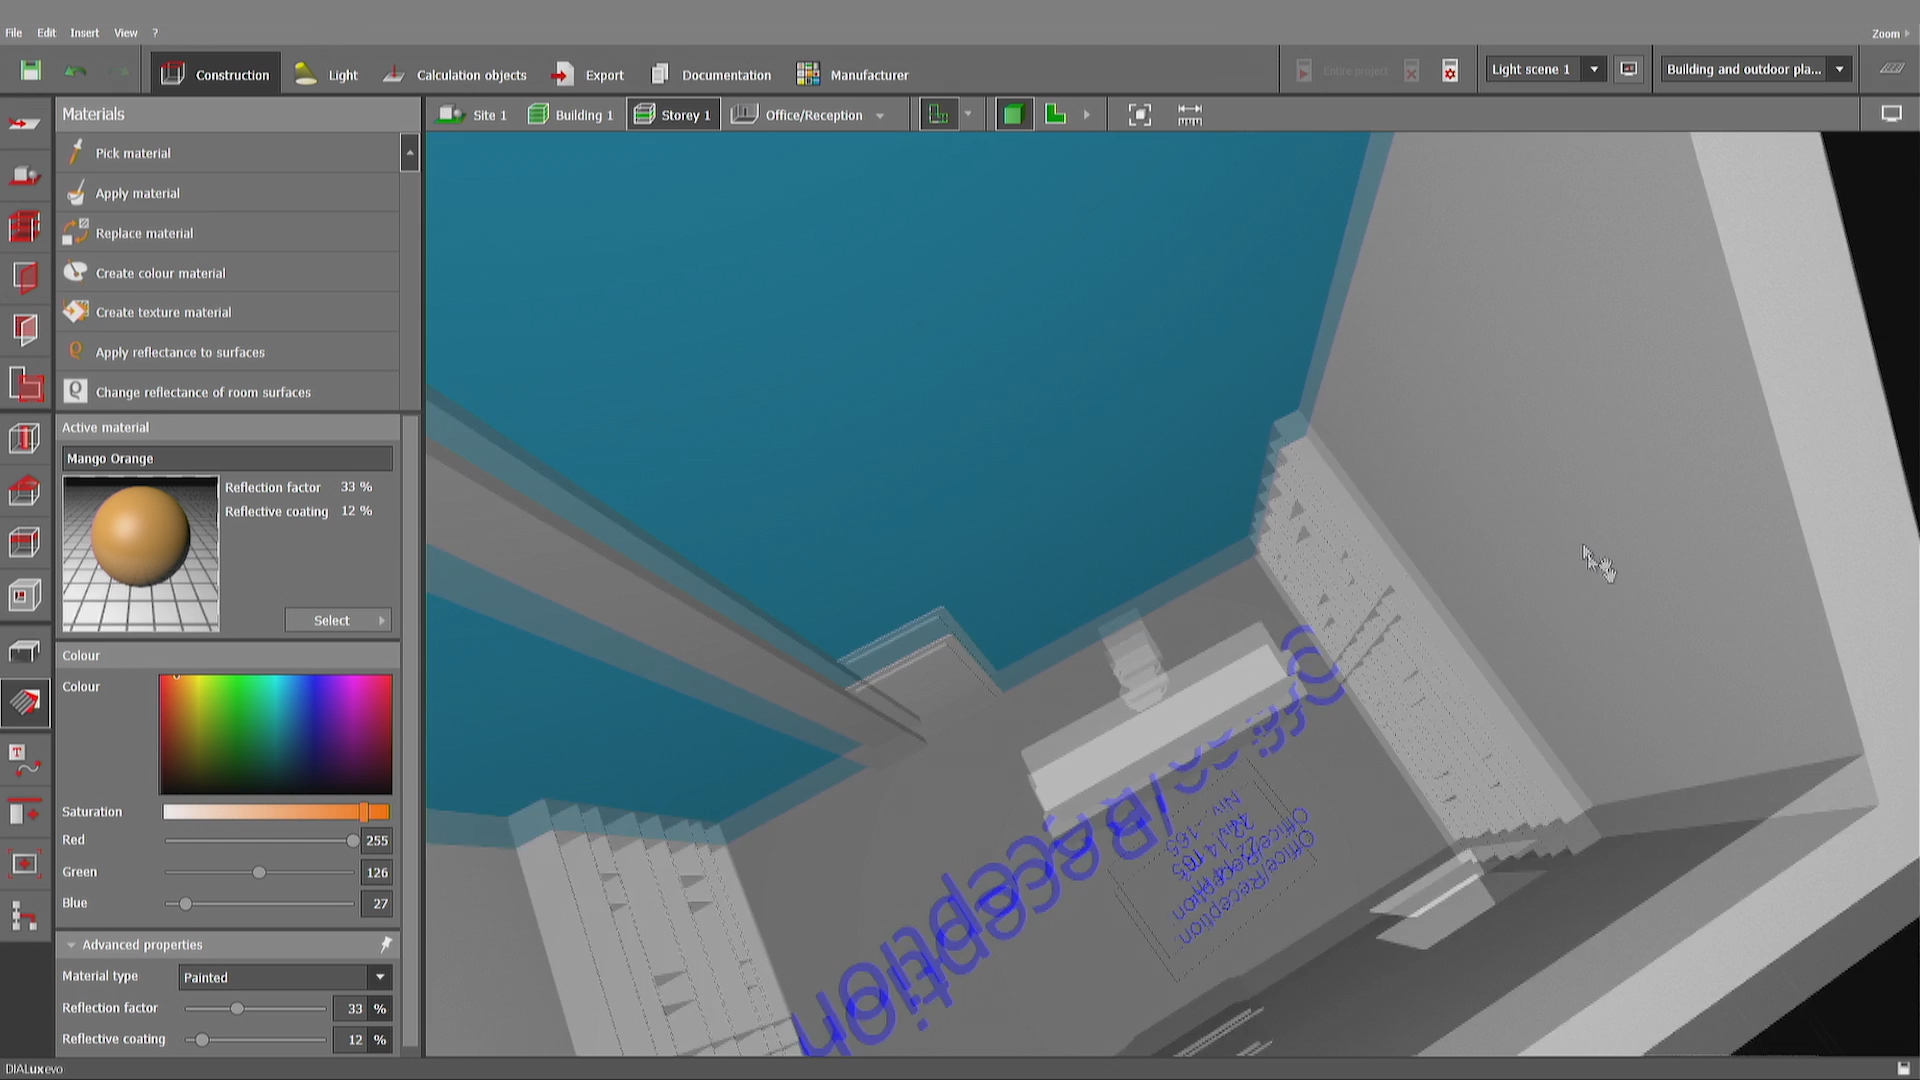 File Edit Insert View ? Zoom
Construction Light Calculation objects Export Documentation Manufacturer Entire project Light scene 1 Building and outdoor pla...
Materials Site 1 Building 1 Storey 1 Office/Reception
Pick material
Apply material
Replace material
Create colour material
Create texture material
Apply reflectance to surfaces
Change reflectance of room surfaces
Active material
Mango Orange
Reflection factor 33 %
Reflective coating 12 %
Select
Colour
Colour
Saturation
Red 255
Green 126
Blue 27
Advanced properties
Material type Painted
Reflection factor 33 %
Reflective coating 12 %
Office/Reception
Office/Reception
DIALux evo